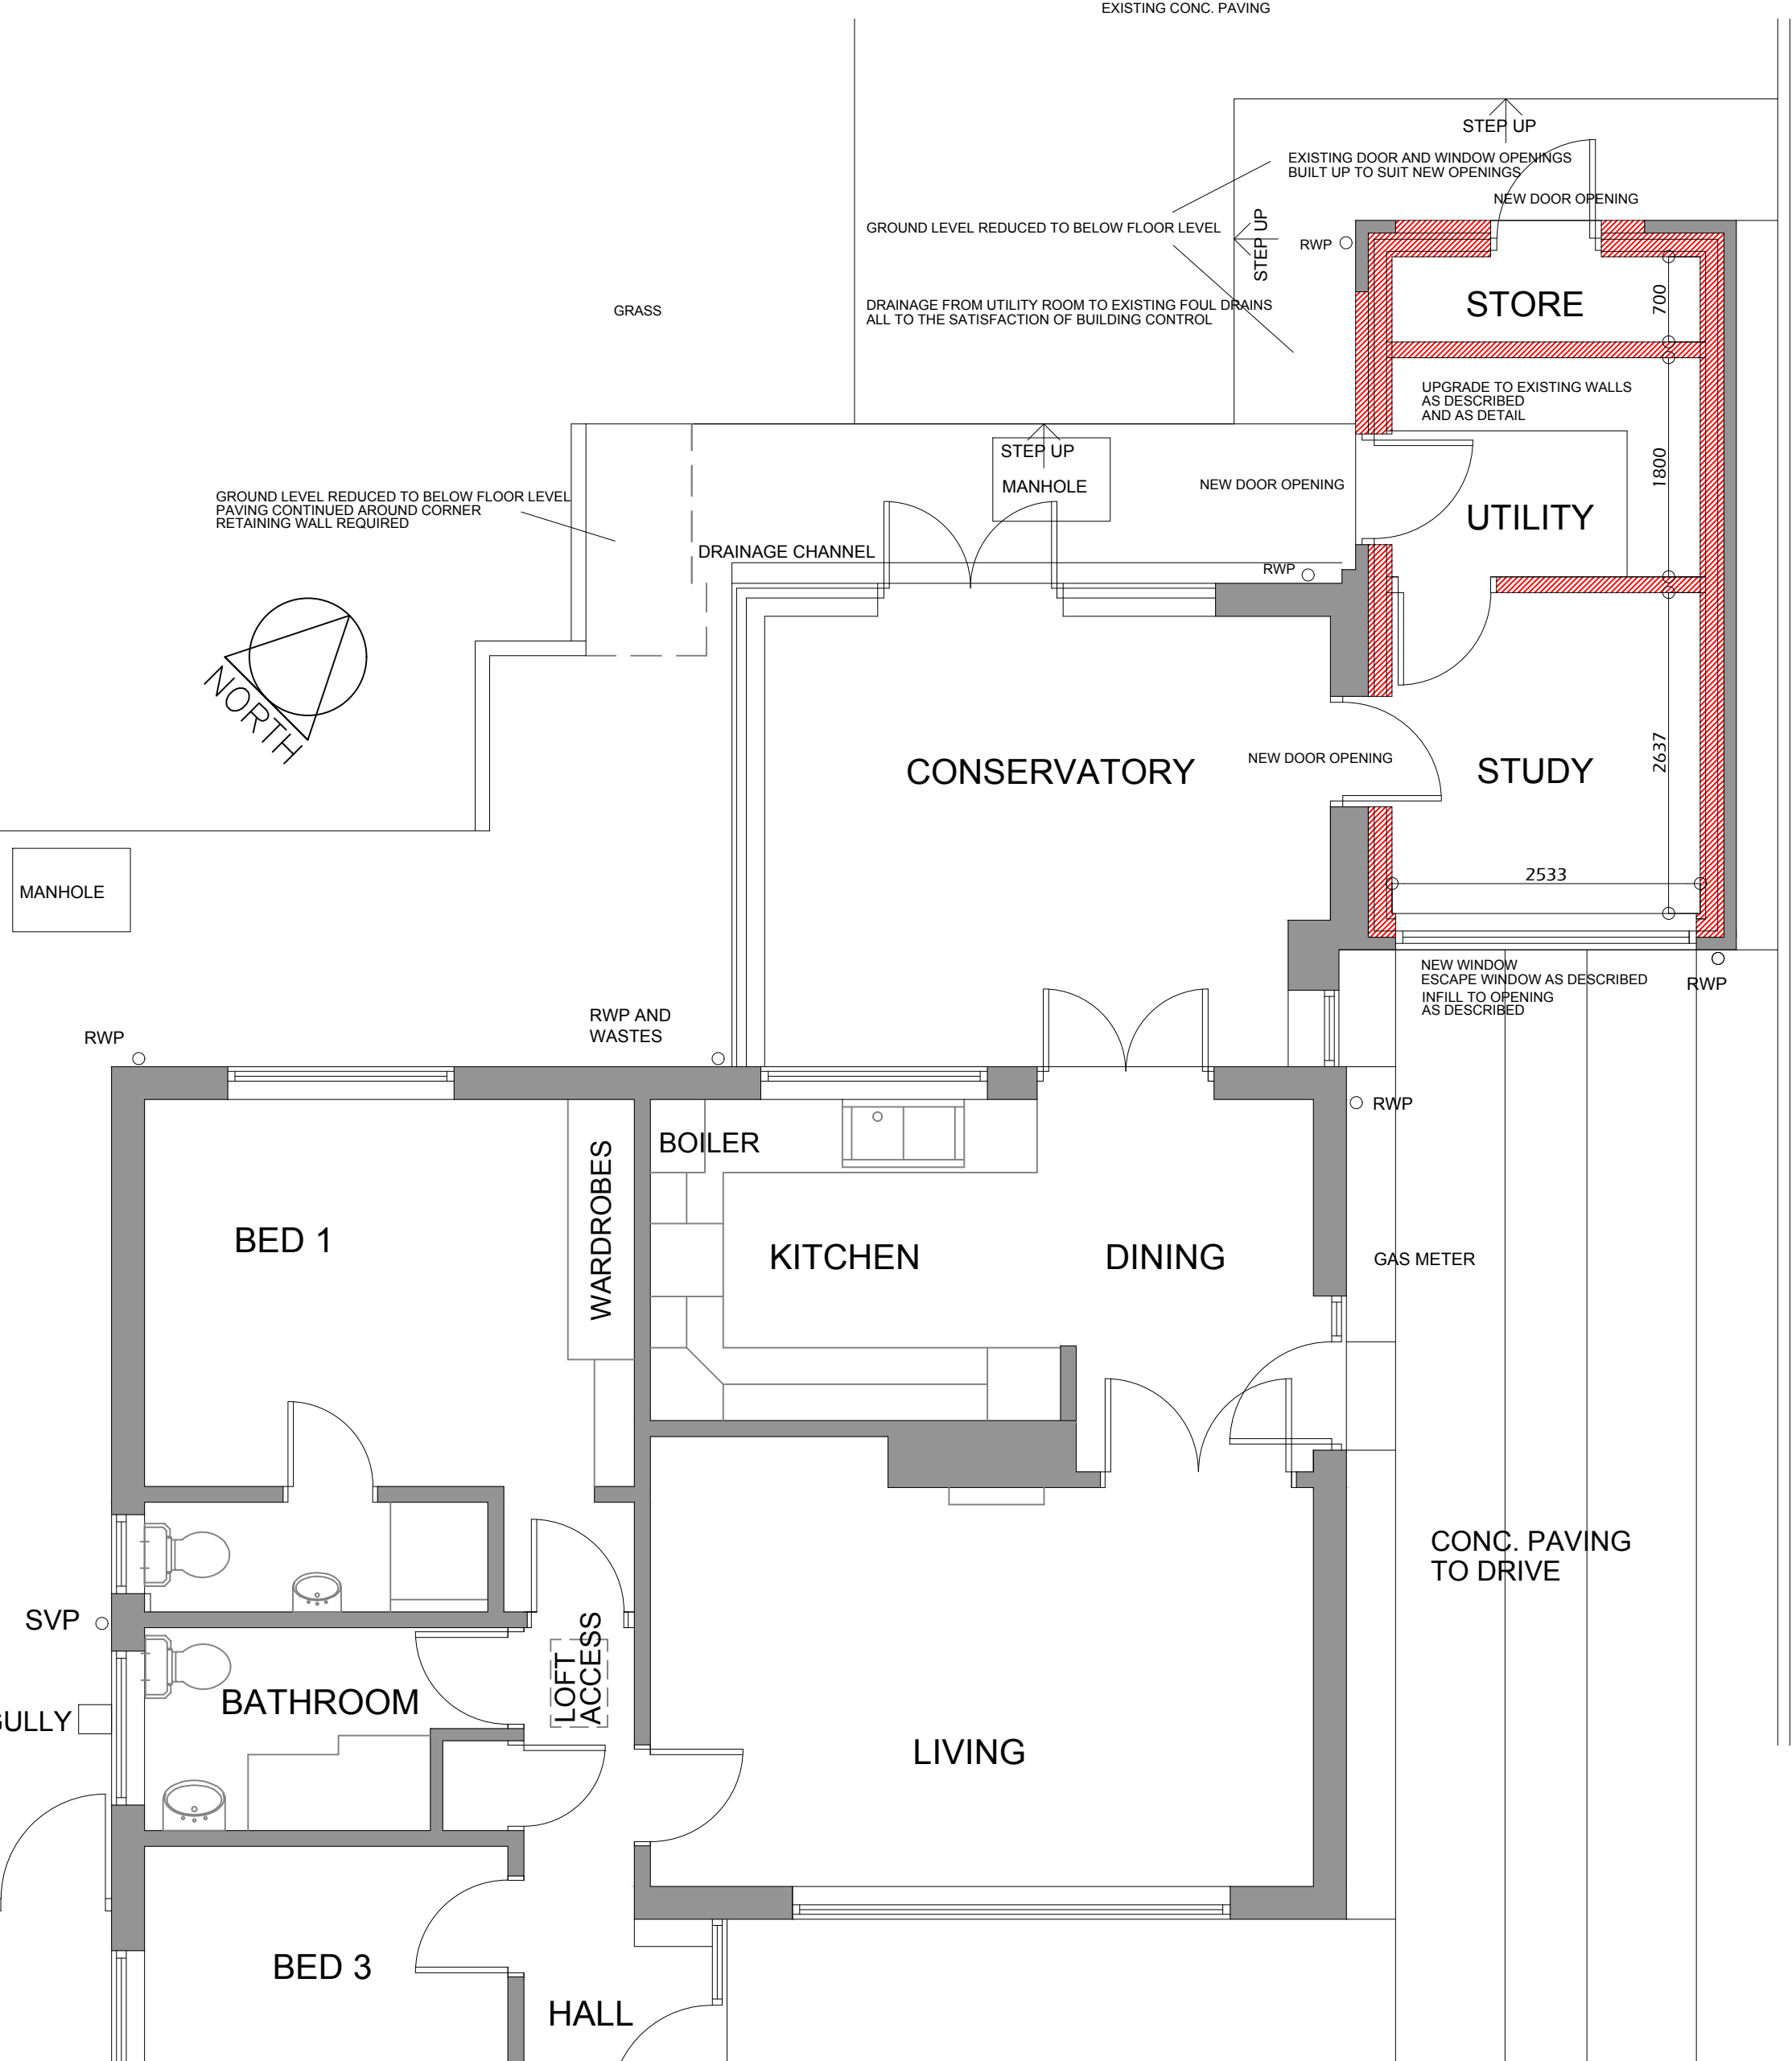 EXISTING CONC. PAVING
STEP UP
EXISTING DOOR AND WINDOW OPENINGS
BUILT UP TO SUIT NEW OPENINGS
NEW DOOR OPENING
GROUND LEVEL REDUCED TO BELOW FLOOR LEVEL
STEP UP
RWP
STORE
700
GRASS
DRAINAGE FROM UTILITY ROOM TO EXISTING FOUL DRAINS
ALL TO THE SATISFACTION OF BUILDING CONTROL
UPGRADE TO EXISTING WALLS
AS DESCRIBED
AND AS DETAIL
STEP UP
MANHOLE
NEW DOOR OPENING
1800
UTILITY
GROUND LEVEL REDUCED TO BELOW FLOOR LEVEL
PAVING CONTINUED AROUND CORNER
RETAINING WALL REQUIRED
DRAINAGE CHANNEL
RWP
NORTH
CONSERVATORY
NEW DOOR OPENING
STUDY
2637
2533
MANHOLE
NEW WINDOW
ESCAPE WINDOW AS DESCRIBED
INFILL TO OPENING
AS DESCRIBED
RWP
RWP AND
WASTES
RWP
RWP
BOILER
WARDROBES
BED 1
KITCHEN
DINING
GAS METER
CONC. PAVING
TO DRIVE
SVP
LOFT
ACCESS
BATHROOM
GULLY
LIVING
BED 3
HALL